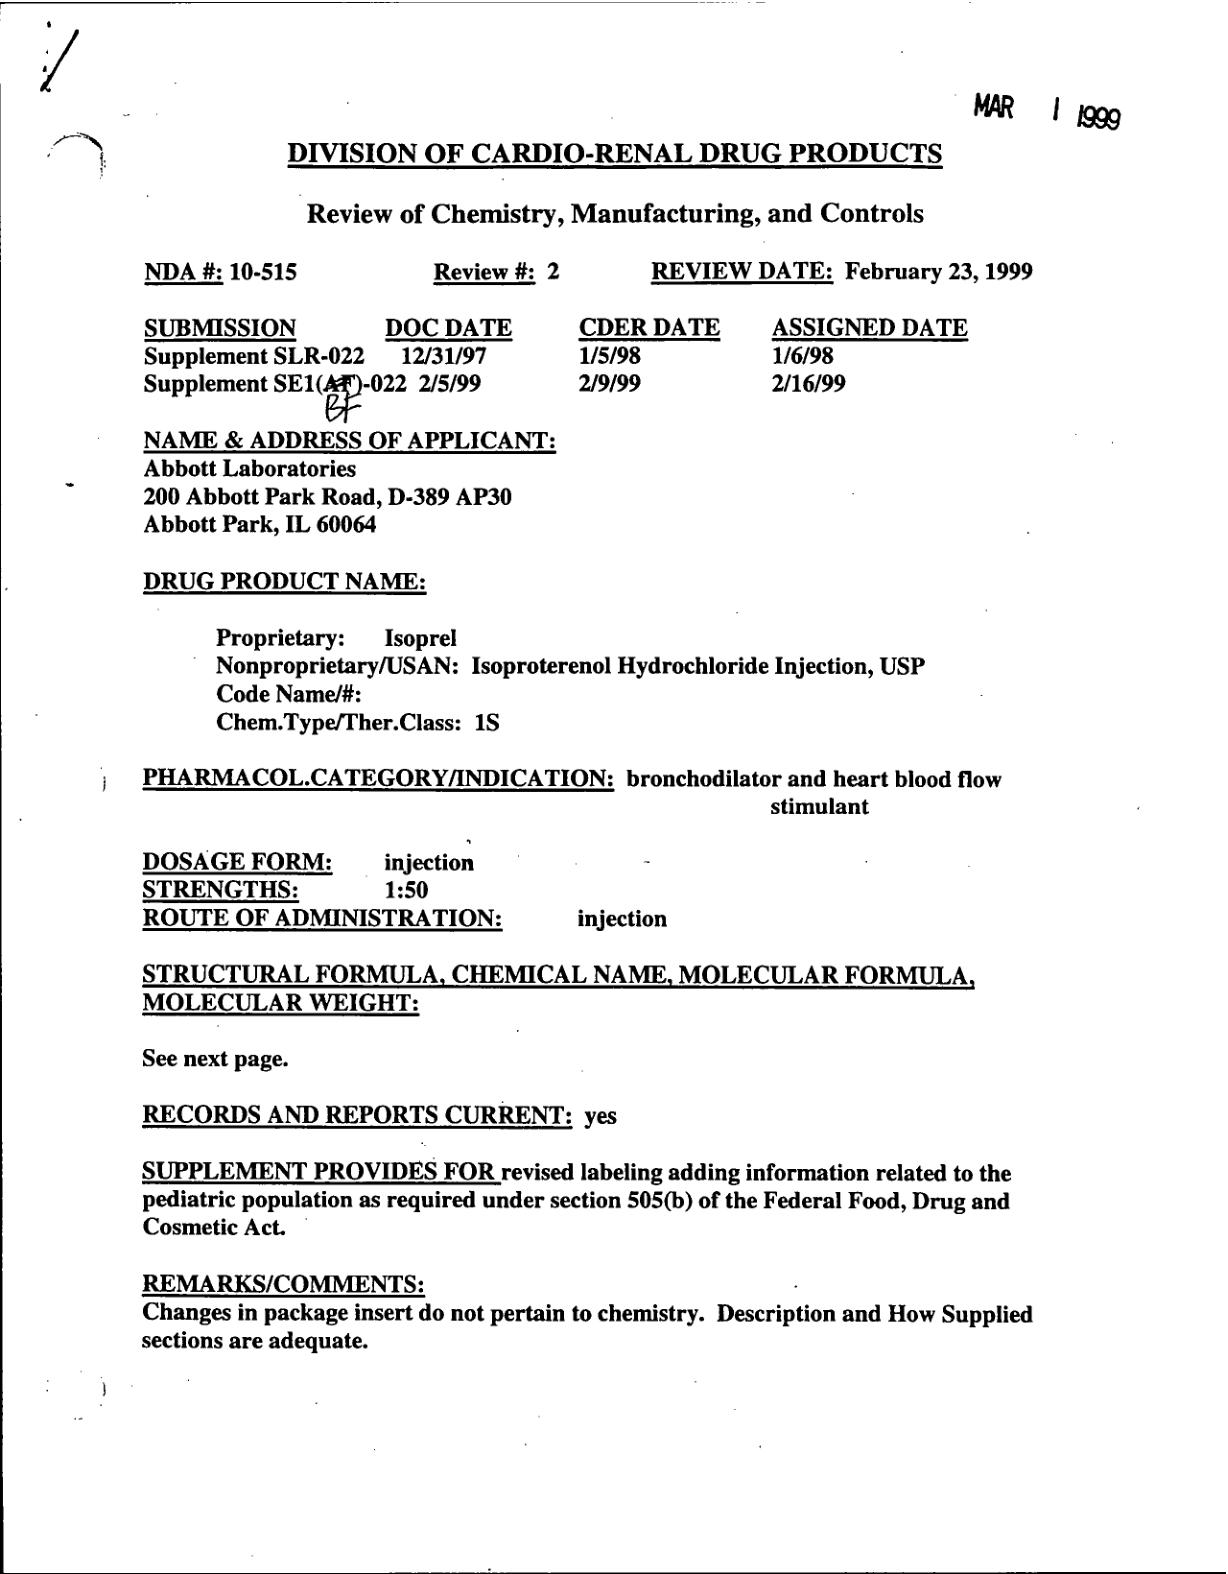 MAR 1 1999
DIVISION OF CARDIO-RENAL DRUG PRODUCTS
Review of Chemistry, Manufacturing, and Controls
NDA #: 10-515 Review #: 2 REVIEW DATE: February 23, 1999
SUBMISSION DOC DATE CDER DATE ASSIGNED DATE
Supplement SLR-022 12/31/97 1/5/98 1/6/98
Supplement SE1(AF)-022 2/5/99 2/9/99 2/16/99
BF
NAME & ADDRESS OF APPLICANT:
Abbott Laboratories
200 Abbott Park Road, D-389 AP30
Abbott Park, IL 60064
DRUG PRODUCT NAME:
Proprietary: Isoprel
Nonproprietary/USAN: Isoproterenol Hydrochloride Injection, USP
Code Name/#:
Chem.Type/Ther.Class: 1S
PHARMACOL.CATEGORY/INDICATION: bronchodilator and heart blood flow
stimulant
DOSAGE FORM: injection
STRENGTHS: 1:50
ROUTE OF ADMINISTRATION: injection
STRUCTURAL FORMULA, CHEMICAL NAME, MOLECULAR FORMULA,
MOLECULAR WEIGHT:
See next page.
RECORDS AND REPORTS CURRENT: yes
SUPPLEMENT PROVIDES FOR revised labeling adding information related to the
pediatric population as required under section 505(b) of the Federal Food, Drug and
Cosmetic Act.
REMARKS/COMMENTS:
Changes in package insert do not pertain to chemistry. Description and How Supplied
sections are adequate.